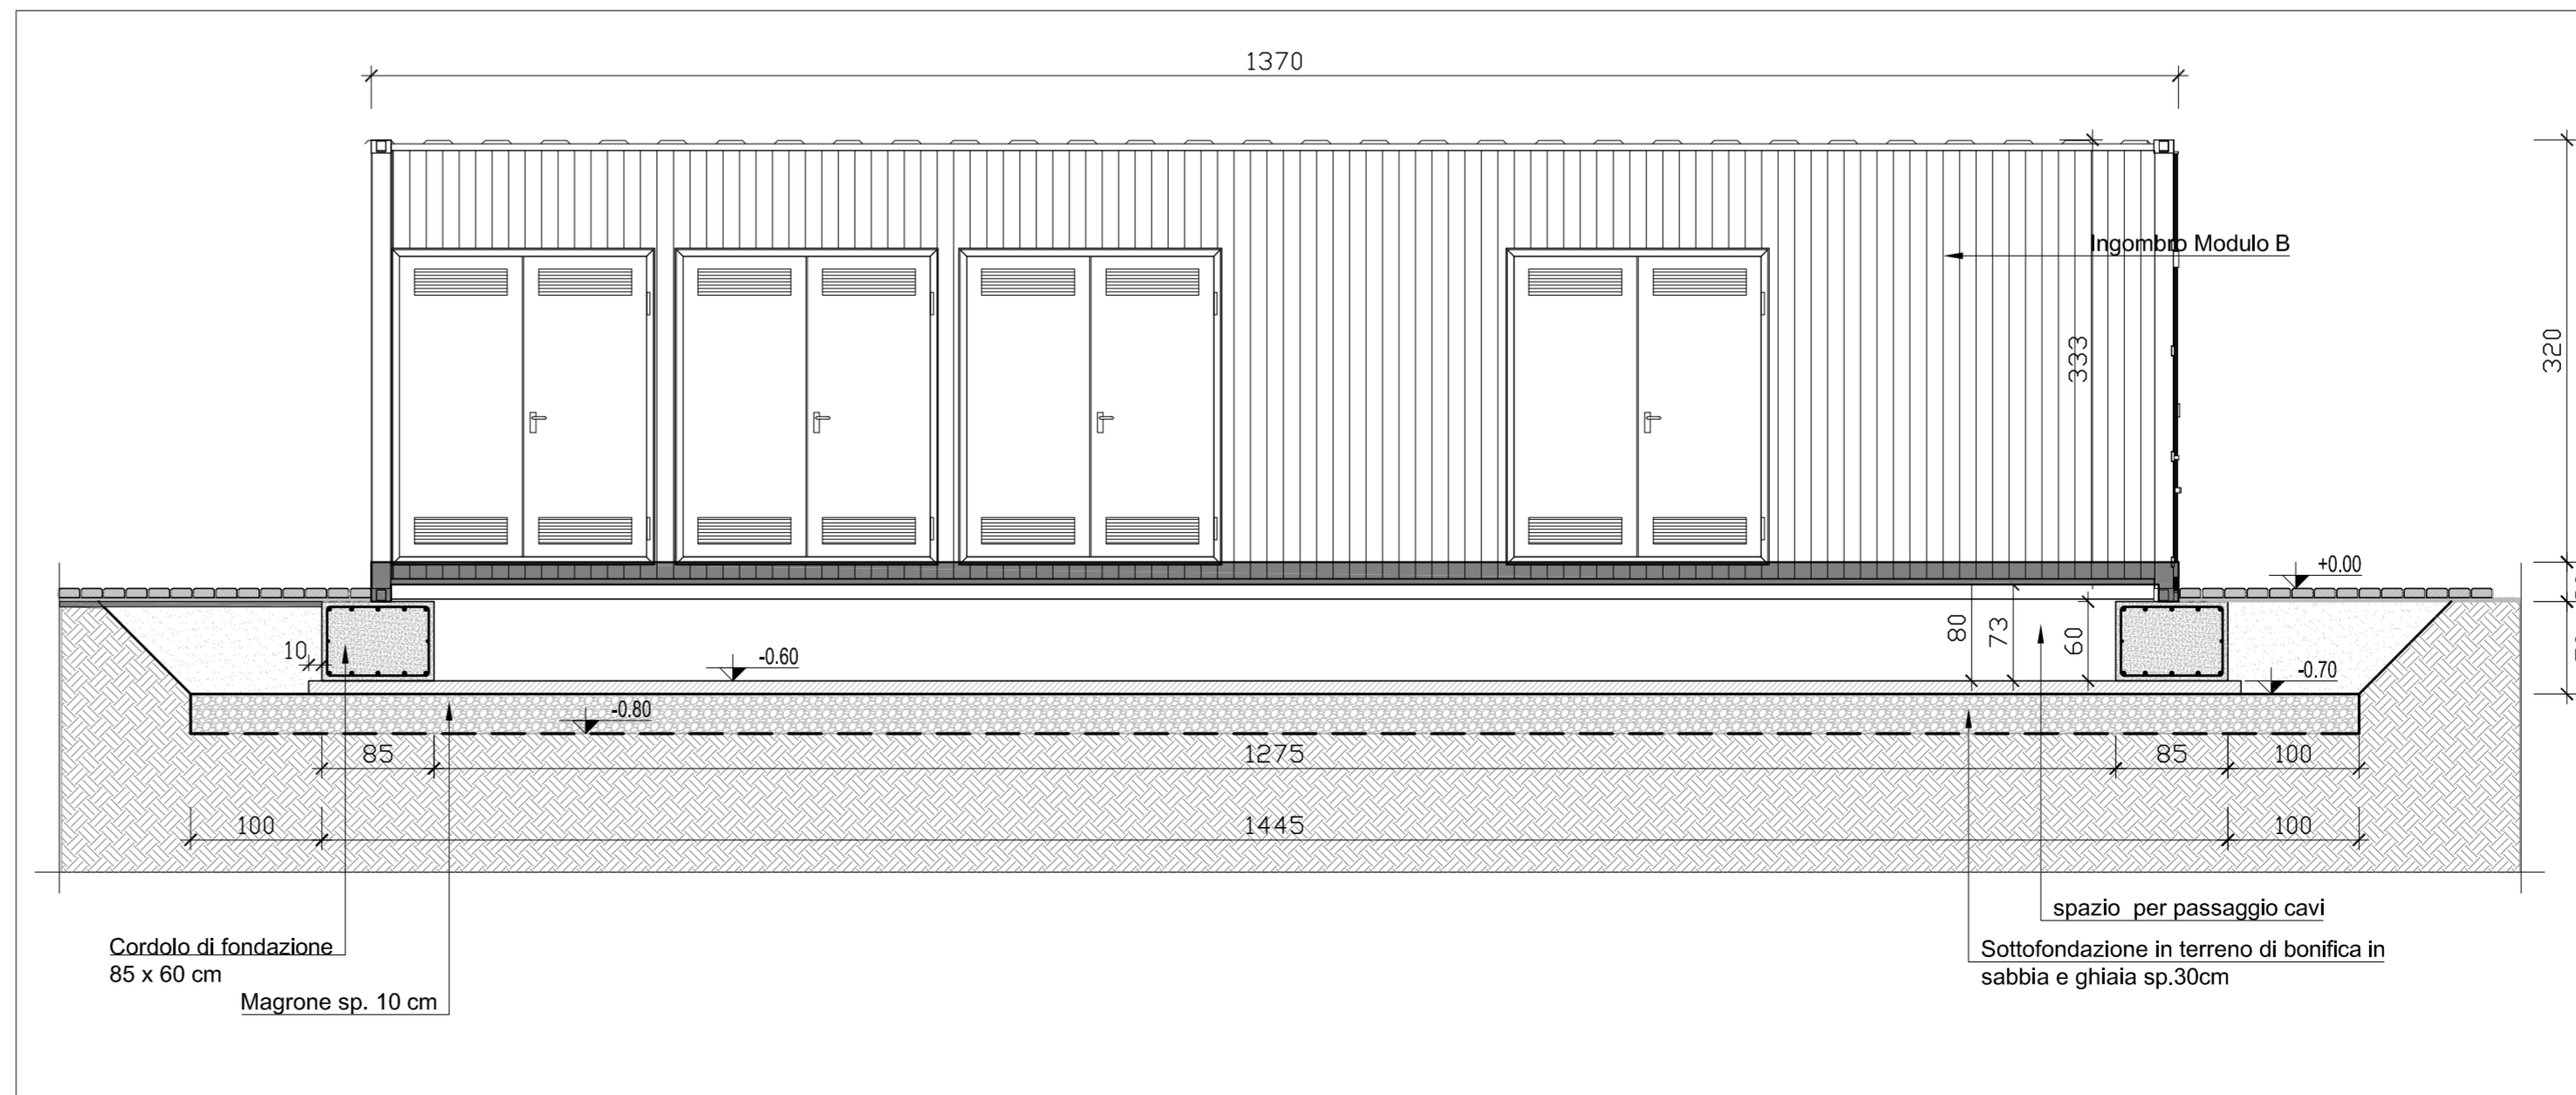 1370
Ingombro Modulo B
333
320
+0.00
10
-0.60
80
73
60
-0.70
-0.80
85
1275
85
100
100
1445
100
spazio per passaggio cavi
Cordolo di fondazione
85 x 60 cm
Sottofondazione in terreno di bonifica in
sabbia e ghiaia sp.30cm
Magrone sp. 10 cm